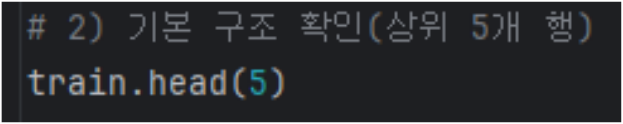 # 2) 기본 구조 확인(상위 5개 행)
train.head(5)